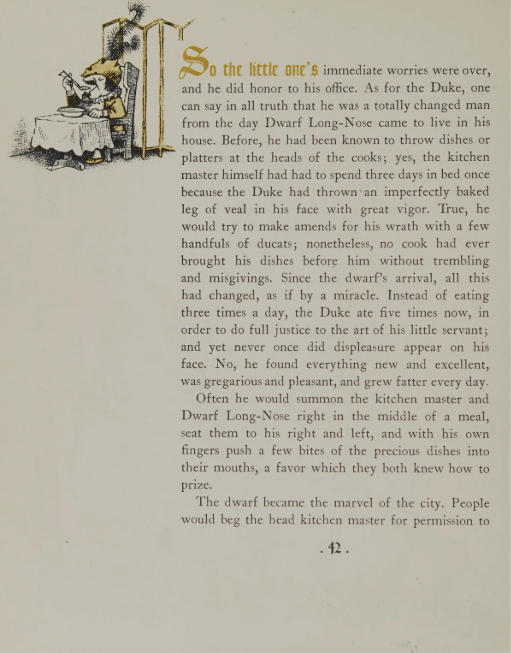 So the little one's immediate worries were over,
and he did honor to his office. As for the Duke, one
can say in all truth that he was a totally changed man
from the day Dwarf Long-Nose came to live in his
house. Before, he had been known to throw dishes or
platters at the heads of the cooks; yes, the kitchen
master himself had had to spend three days in bed once
because the Duke had thrown an imperfectly baked
leg of veal in his face with great vigor. True, he
would try to make amends for his wrath with a few
handfuls of ducats; nonetheless, no cook had ever
brought his dishes before him without trembling
and misgivings. Since the dwarf's arrival, all this
had changed, as if by a miracle. Instead of eating
three times a day, the Duke ate five times now, in
order to do full justice to the art of his little servant;
and yet never once did displeasure appear on his
face. No, he found everything new and excellent,
was gregarious and pleasant, and grew fatter every day.
Often he would summon the kitchen master and
Dwarf Long-Nose right in the middle of a meal,
seat them to his right and left, and with his own
fingers push a few bites of the precious dishes into
their mouths, a favor which they both knew how to
prize.
The dwarf became the marvel of the city. People
would beg the head kitchen master for permission to
. 42 .